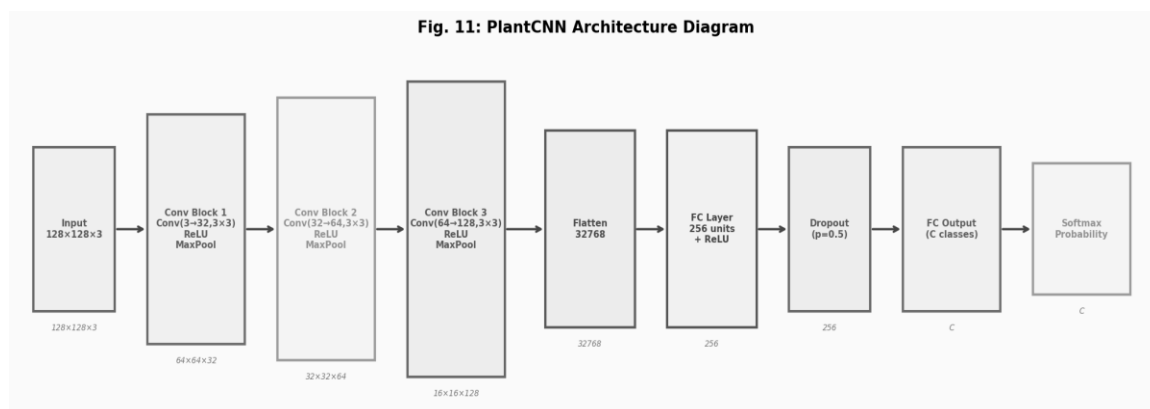 Fig. 11: PlantCNN Architecture Diagram
Input
128×128×3
128×128×3
Conv Block 1
Conv(3→32,3×3)
ReLU
MaxPool
64×64×32
Conv Block 2
Conv(32→64,3×3)
ReLU
MaxPool
32×32×64
Conv Block 3
Conv(64→128,3×3)
ReLU
MaxPool
16×16×128
Flatten
32768
32768
FC Layer
256 units
+ ReLU
256
Dropout
(p=0.5)
256
FC Output
(C classes)
C
Softmax
Probability
C